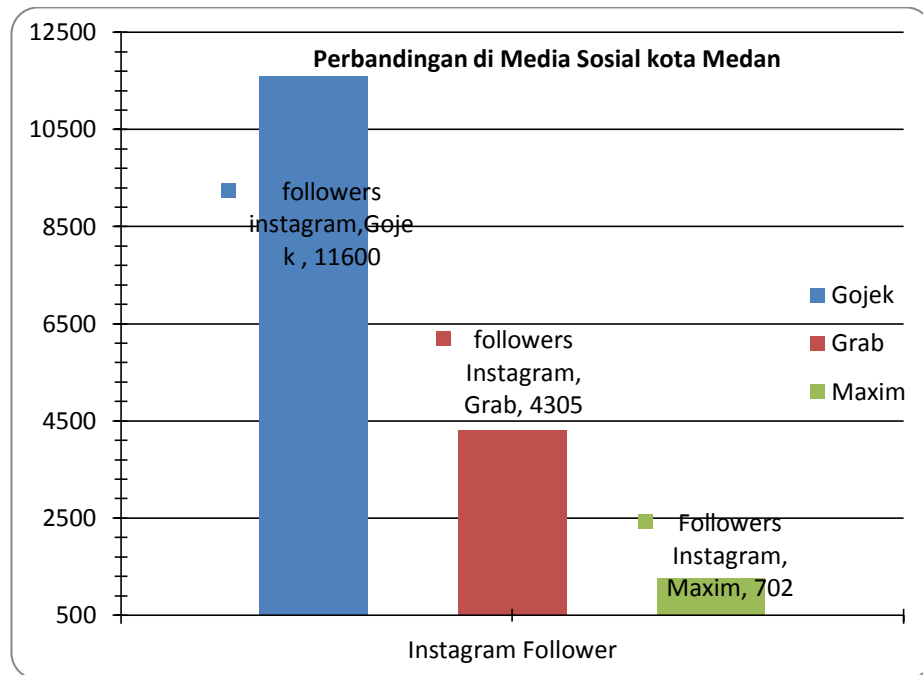 Perbandingan di Media Sosial kota Medan
12500
10500
8500
6500
4500
2500
500
followers
instagram,Goje
k , 11600
followers
Instagram,
Grab, 4305
Followers
Instagram,
Maxim, 702
Gojek
Grab
Maxim
Instagram Follower